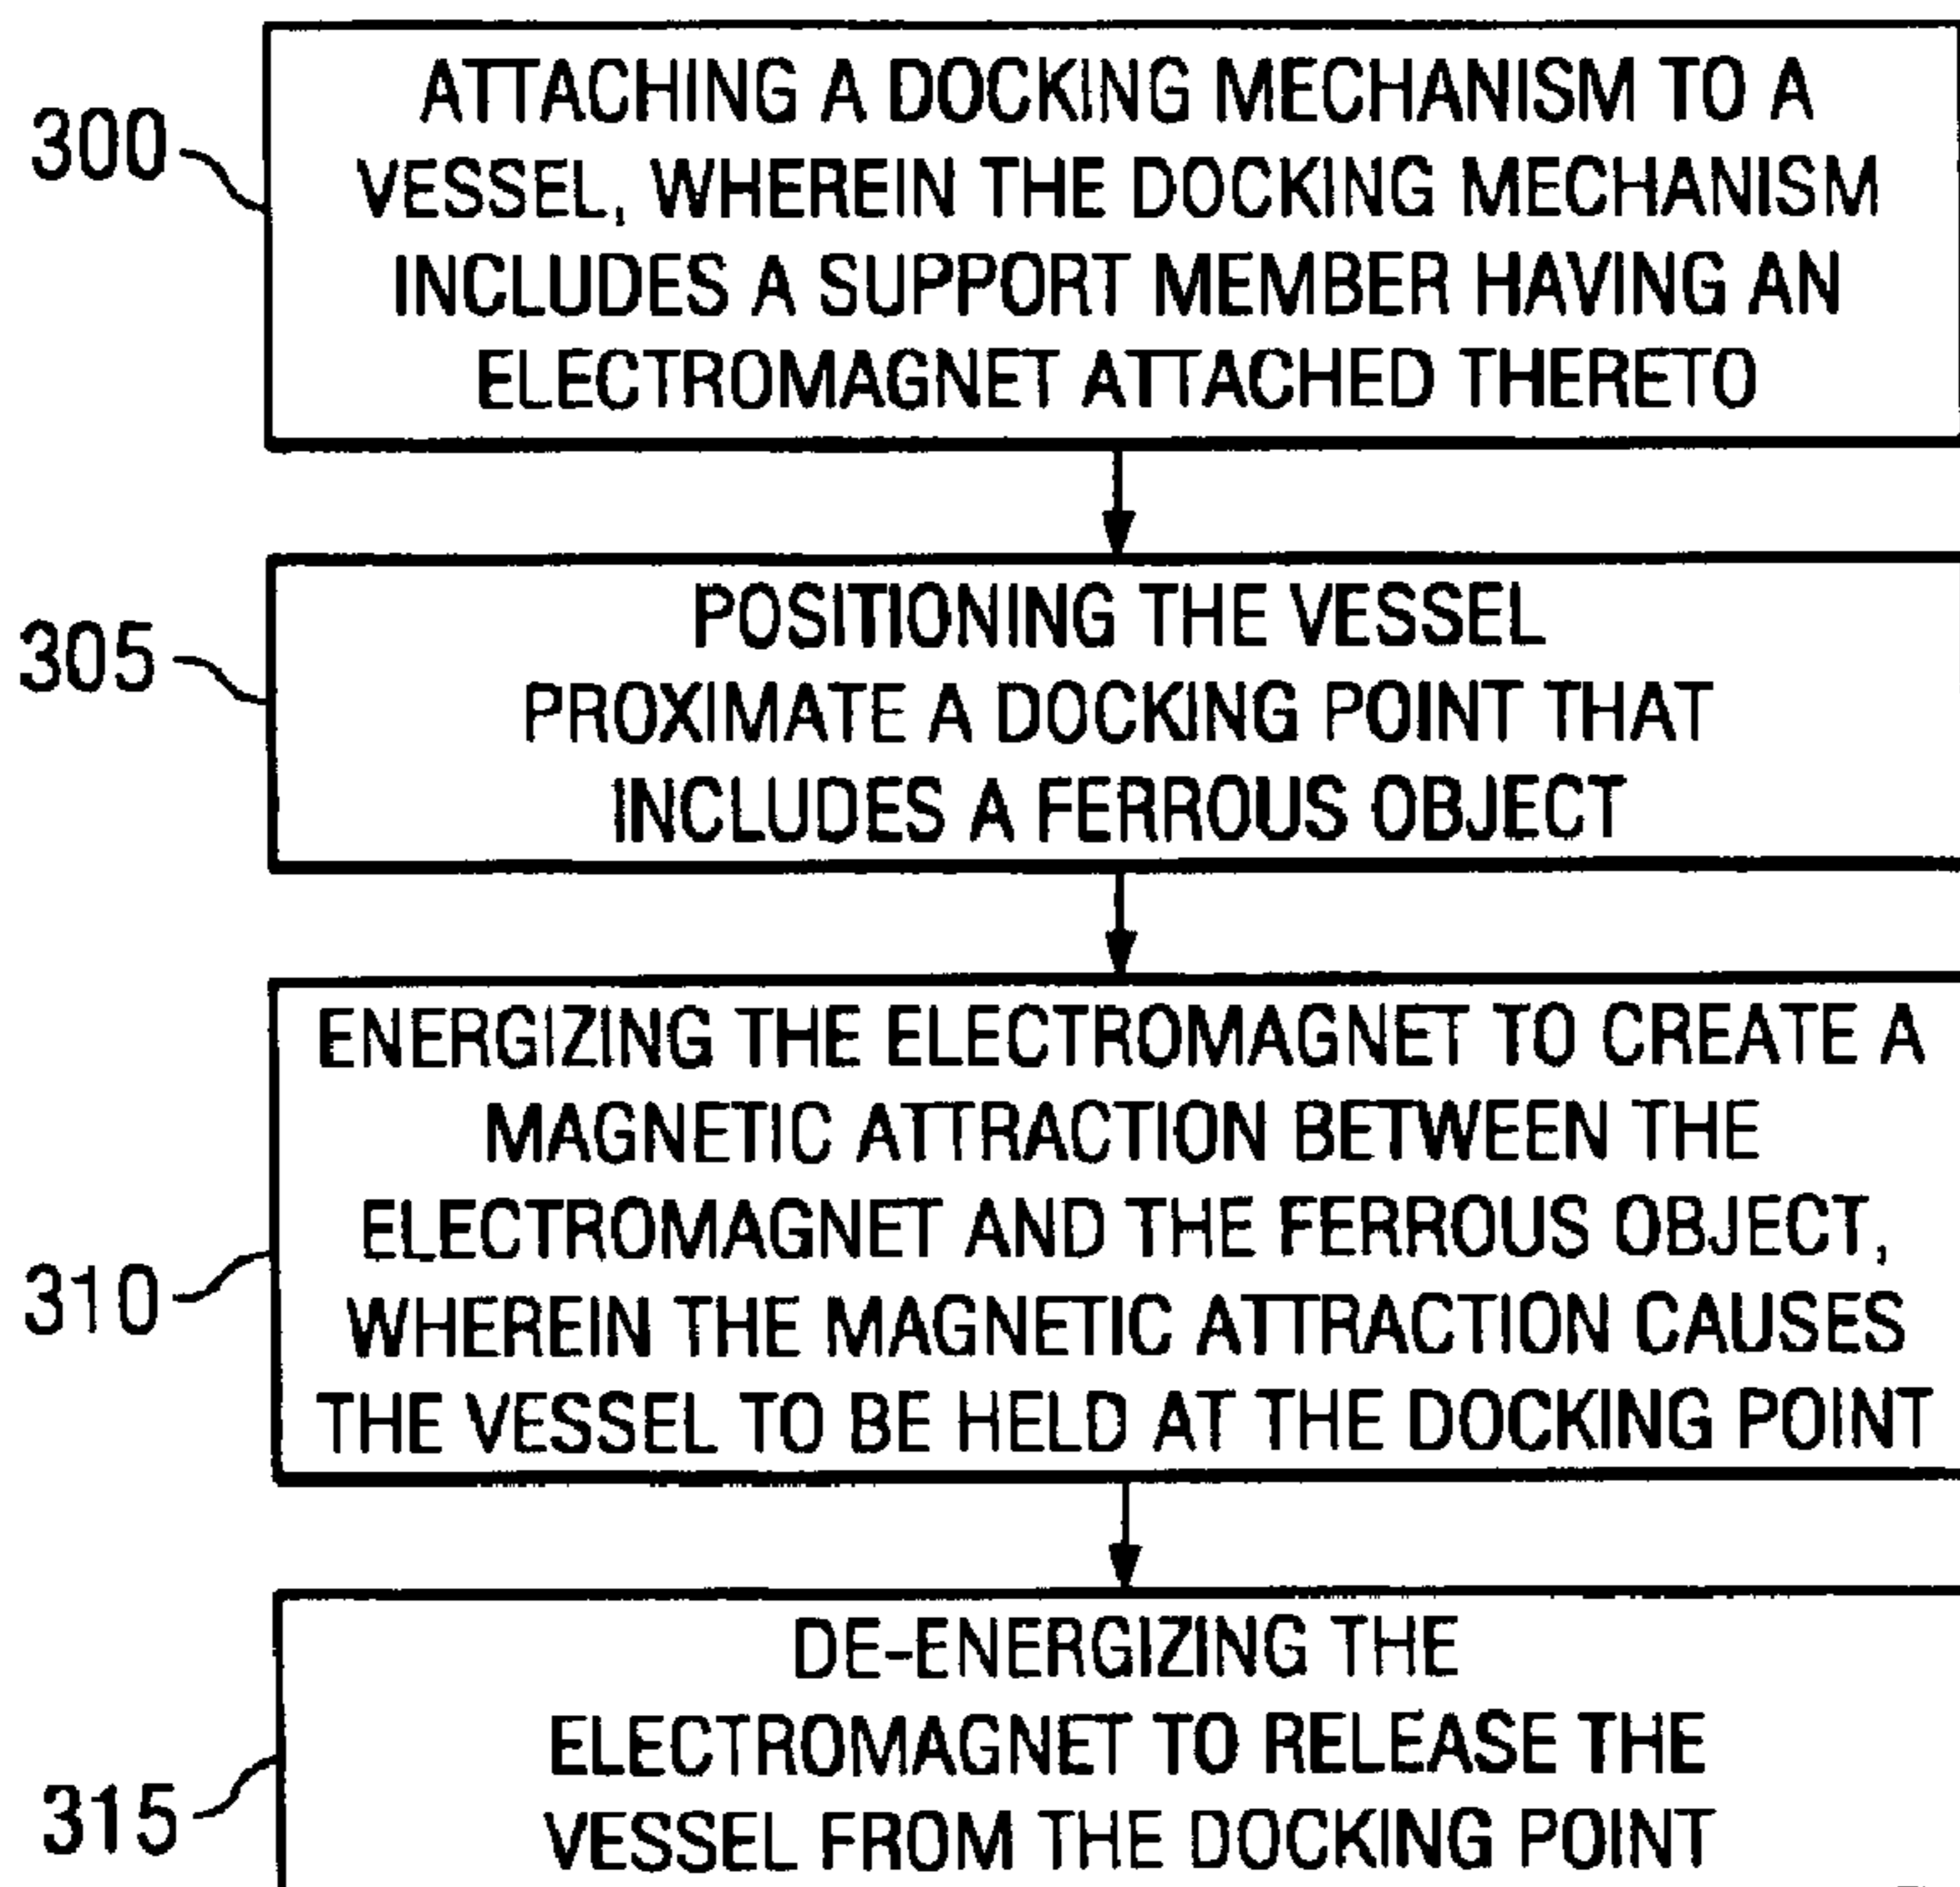 300
ATTACHING A DOCKING MECHANISM TO A
VESSEL, WHEREIN THE DOCKING MECHANISM
INCLUDES A SUPPORT MEMBER HAVING AN
ELECTROMAGNET ATTACHED THERETO
305
POSITIONING THE VESSEL
PROXIMATE A DOCKING POINT THAT
INCLUDES A FERROUS OBJECT
310
ENERGIZING THE ELECTROMAGNET TO CREATE A
MAGNETIC ATTRACTION BETWEEN THE
ELECTROMAGNET AND THE FERROUS OBJECT,
WHEREIN THE MAGNETIC ATTRACTION CAUSES
THE VESSEL TO BE HELD AT THE DOCKING POINT
315
DE-ENERGIZING THE
ELECTROMAGNET TO RELEASE THE
VESSEL FROM THE DOCKING POINT